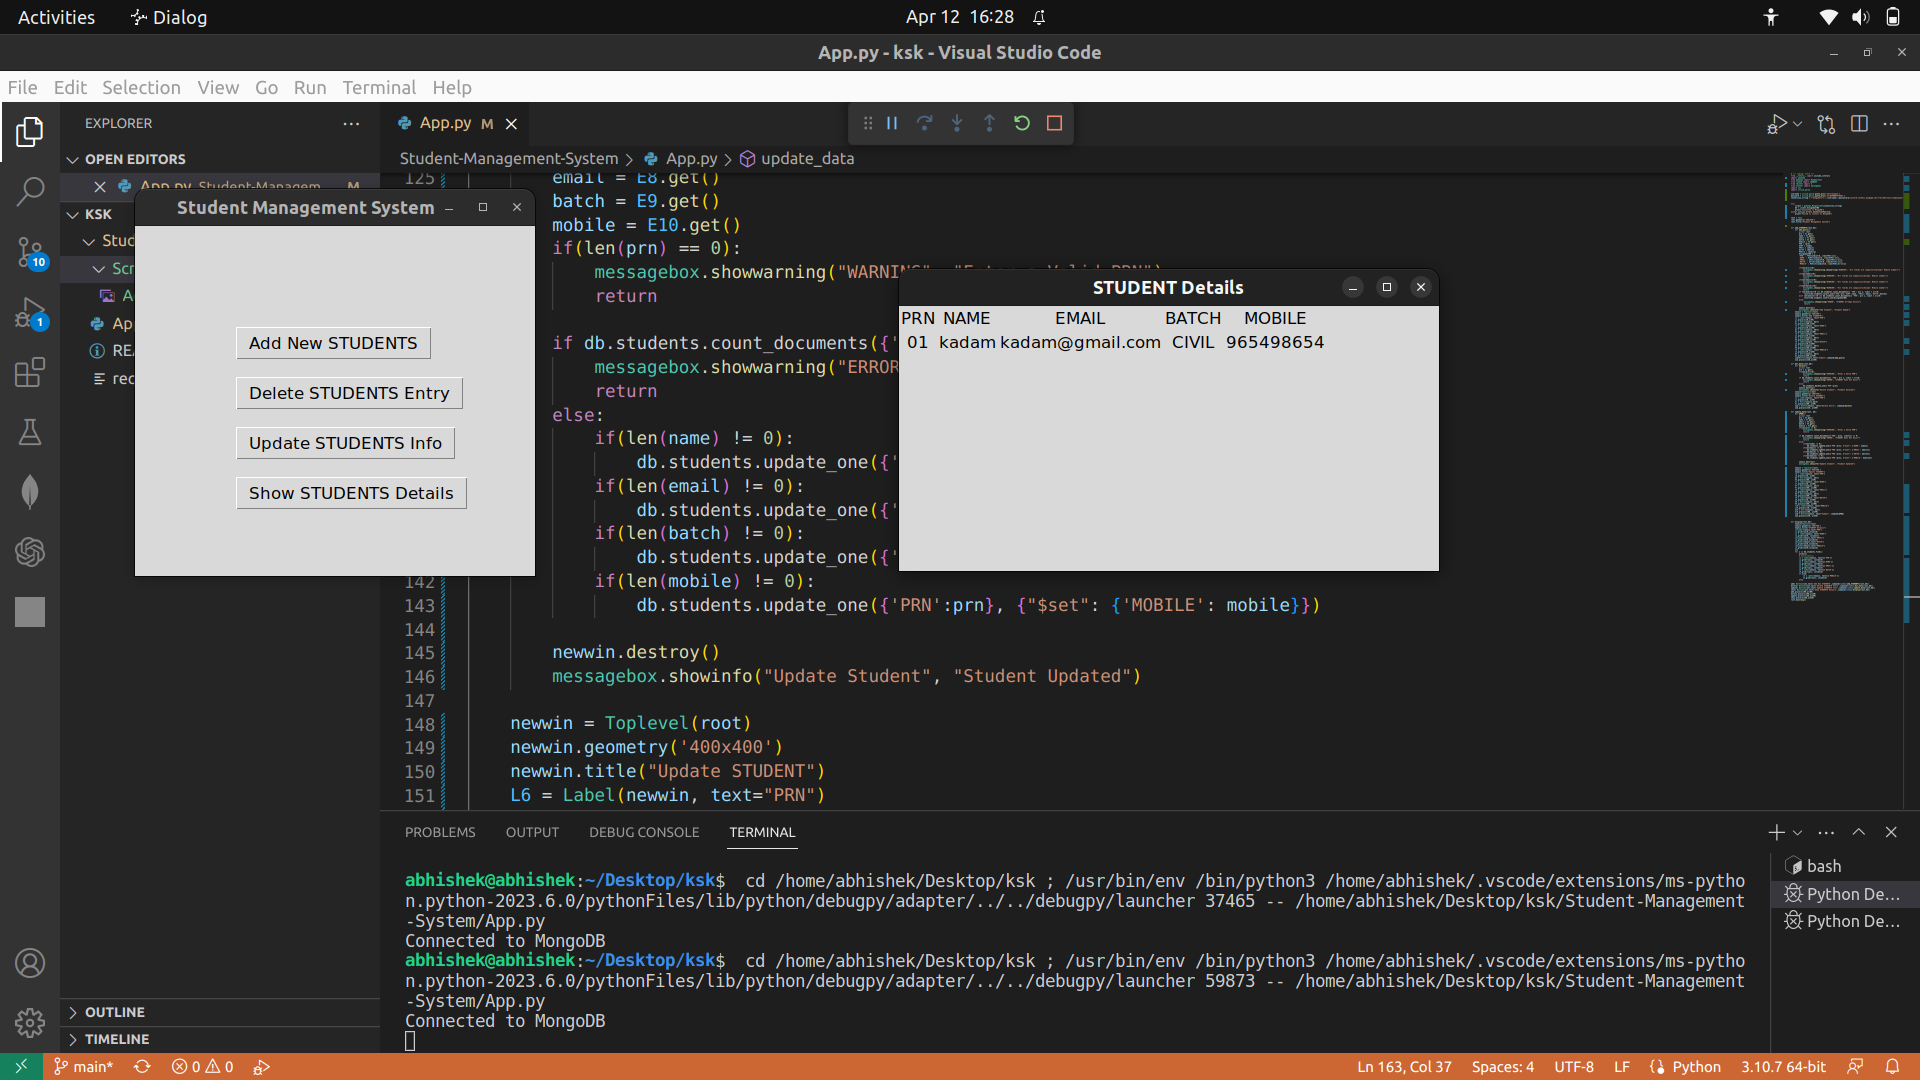 Activities Dialog Apr 12 16:28
App.py - ksk - Visual Studio Code
File Edit Selection View Go Run Terminal Help
EXPLORER
App.py M
OPEN EDITORS
Student-Management-System App.py update_data
App.py Student-Managem M
KSK
Stud
Scr
A
Ap
REA
rec
10
1
Student Management System
Add New STUDENTS
Delete STUDENTS Entry
Update STUDENTS Info
Show STUDENTS Details
125 email = E8.get()
batch = E9.get()
mobile = E10.get()
if(len(prn) == 0):
messagebox.showwarning("WARNING", "Enter a Valid PRN")
return
if db.students.count_documents({'
messagebox.showwarning("ERROR
return
else:
if(len(name) != 0):
db.students.update_one({'
if(len(email) != 0):
db.students.update_one({'
if(len(batch) != 0):
db.students.update_one({'
142 if(len(mobile) != 0):
143 db.students.update_one({'PRN':prn}, {"$set": {'MOBILE': mobile}})
144
145 newwin.destroy()
146 messagebox.showinfo("Update Student", "Student Updated")
147
148 newwin = Toplevel(root)
149 newwin.geometry('400x400')
150 newwin.title("Update STUDENT")
151 L6 = Label(newwin, text="PRN")
STUDENT Details
PRN NAME EMAIL BATCH MOBILE
01 kadam kadam@gmail.com CIVIL 965498654
PROBLEMS OUTPUT DEBUG CONSOLE TERMINAL
abhishek@abhishek:~/Desktop/ksk$ cd /home/abhishek/Desktop/ksk ; /usr/bin/env /bin/python3 /home/abhishek/.vscode/extensions/ms-pytho
n.python-2023.6.0/pythonFiles/lib/python/debugpy/adapter/../../debugpy/launcher 37465 -- /home/abhishek/Desktop/ksk/Student-Management
-System/App.py
Connected to MongoDB
abhishek@abhishek:~/Desktop/ksk$ cd /home/abhishek/Desktop/ksk ; /usr/bin/env /bin/python3 /home/abhishek/.vscode/extensions/ms-pytho
n.python-2023.6.0/pythonFiles/lib/python/debugpy/adapter/../../debugpy/launcher 59873 -- /home/abhishek/Desktop/ksk/Student-Management
-System/App.py
Connected to MongoDB
bash
Python De...
Python De...
OUTLINE
TIMELINE
main* 0 0 Ln 163, Col 37 Spaces: 4 UTF-8 LF Python 3.10.7 64-bit